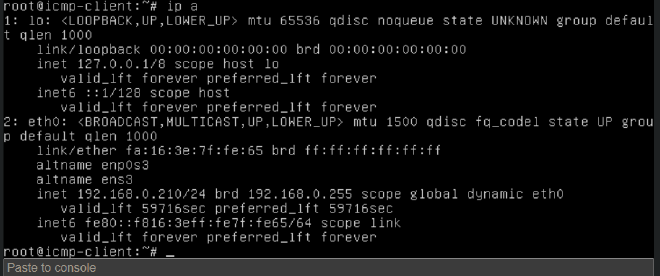 root@icmp-client:~# ip a
1: lo: <LOOPBACK,UP,LOWER_UP> mtu 65536 qdisc noqueue state UNKNOWN group defaul
t qlen 1000
    link/loopback 00:00:00:00:00:00 brd 00:00:00:00:00:00
    inet 127.0.0.1/8 scope host lo
       valid_lft forever preferred_lft forever
    inet6 ::1/128 scope host
       valid_lft forever preferred_lft forever
2: eth0: <BROADCAST,MULTICAST,UP,LOWER_UP> mtu 1500 qdisc fq_codel state UP grou
p default qlen 1000
    link/ether fa:16:3e:7f:fe:65 brd ff:ff:ff:ff:ff:ff
    altname enp0s3
    altname ens3
    inet 192.168.0.210/24 brd 192.168.0.255 scope global dynamic eth0
       valid_lft 59716sec preferred_lft 59716sec
    inet6 fe80::f816:3eff:fe7f:fe65/64 scope link
       valid_lft forever preferred_lft forever
root@icmp-client:~# _
Paste to console